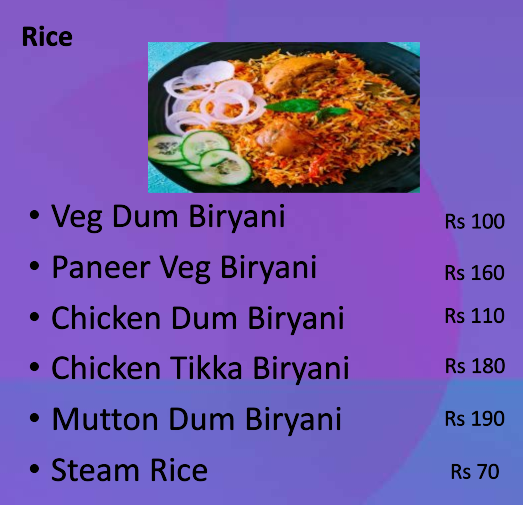 Rice
• Veg Dum Biryani Rs 100
• Paneer Veg Biryani Rs 160
• Chicken Dum Biryani Rs 110
• Chicken Tikka Biryani Rs 180
• Mutton Dum Biryani Rs 190
• Steam Rice Rs 70